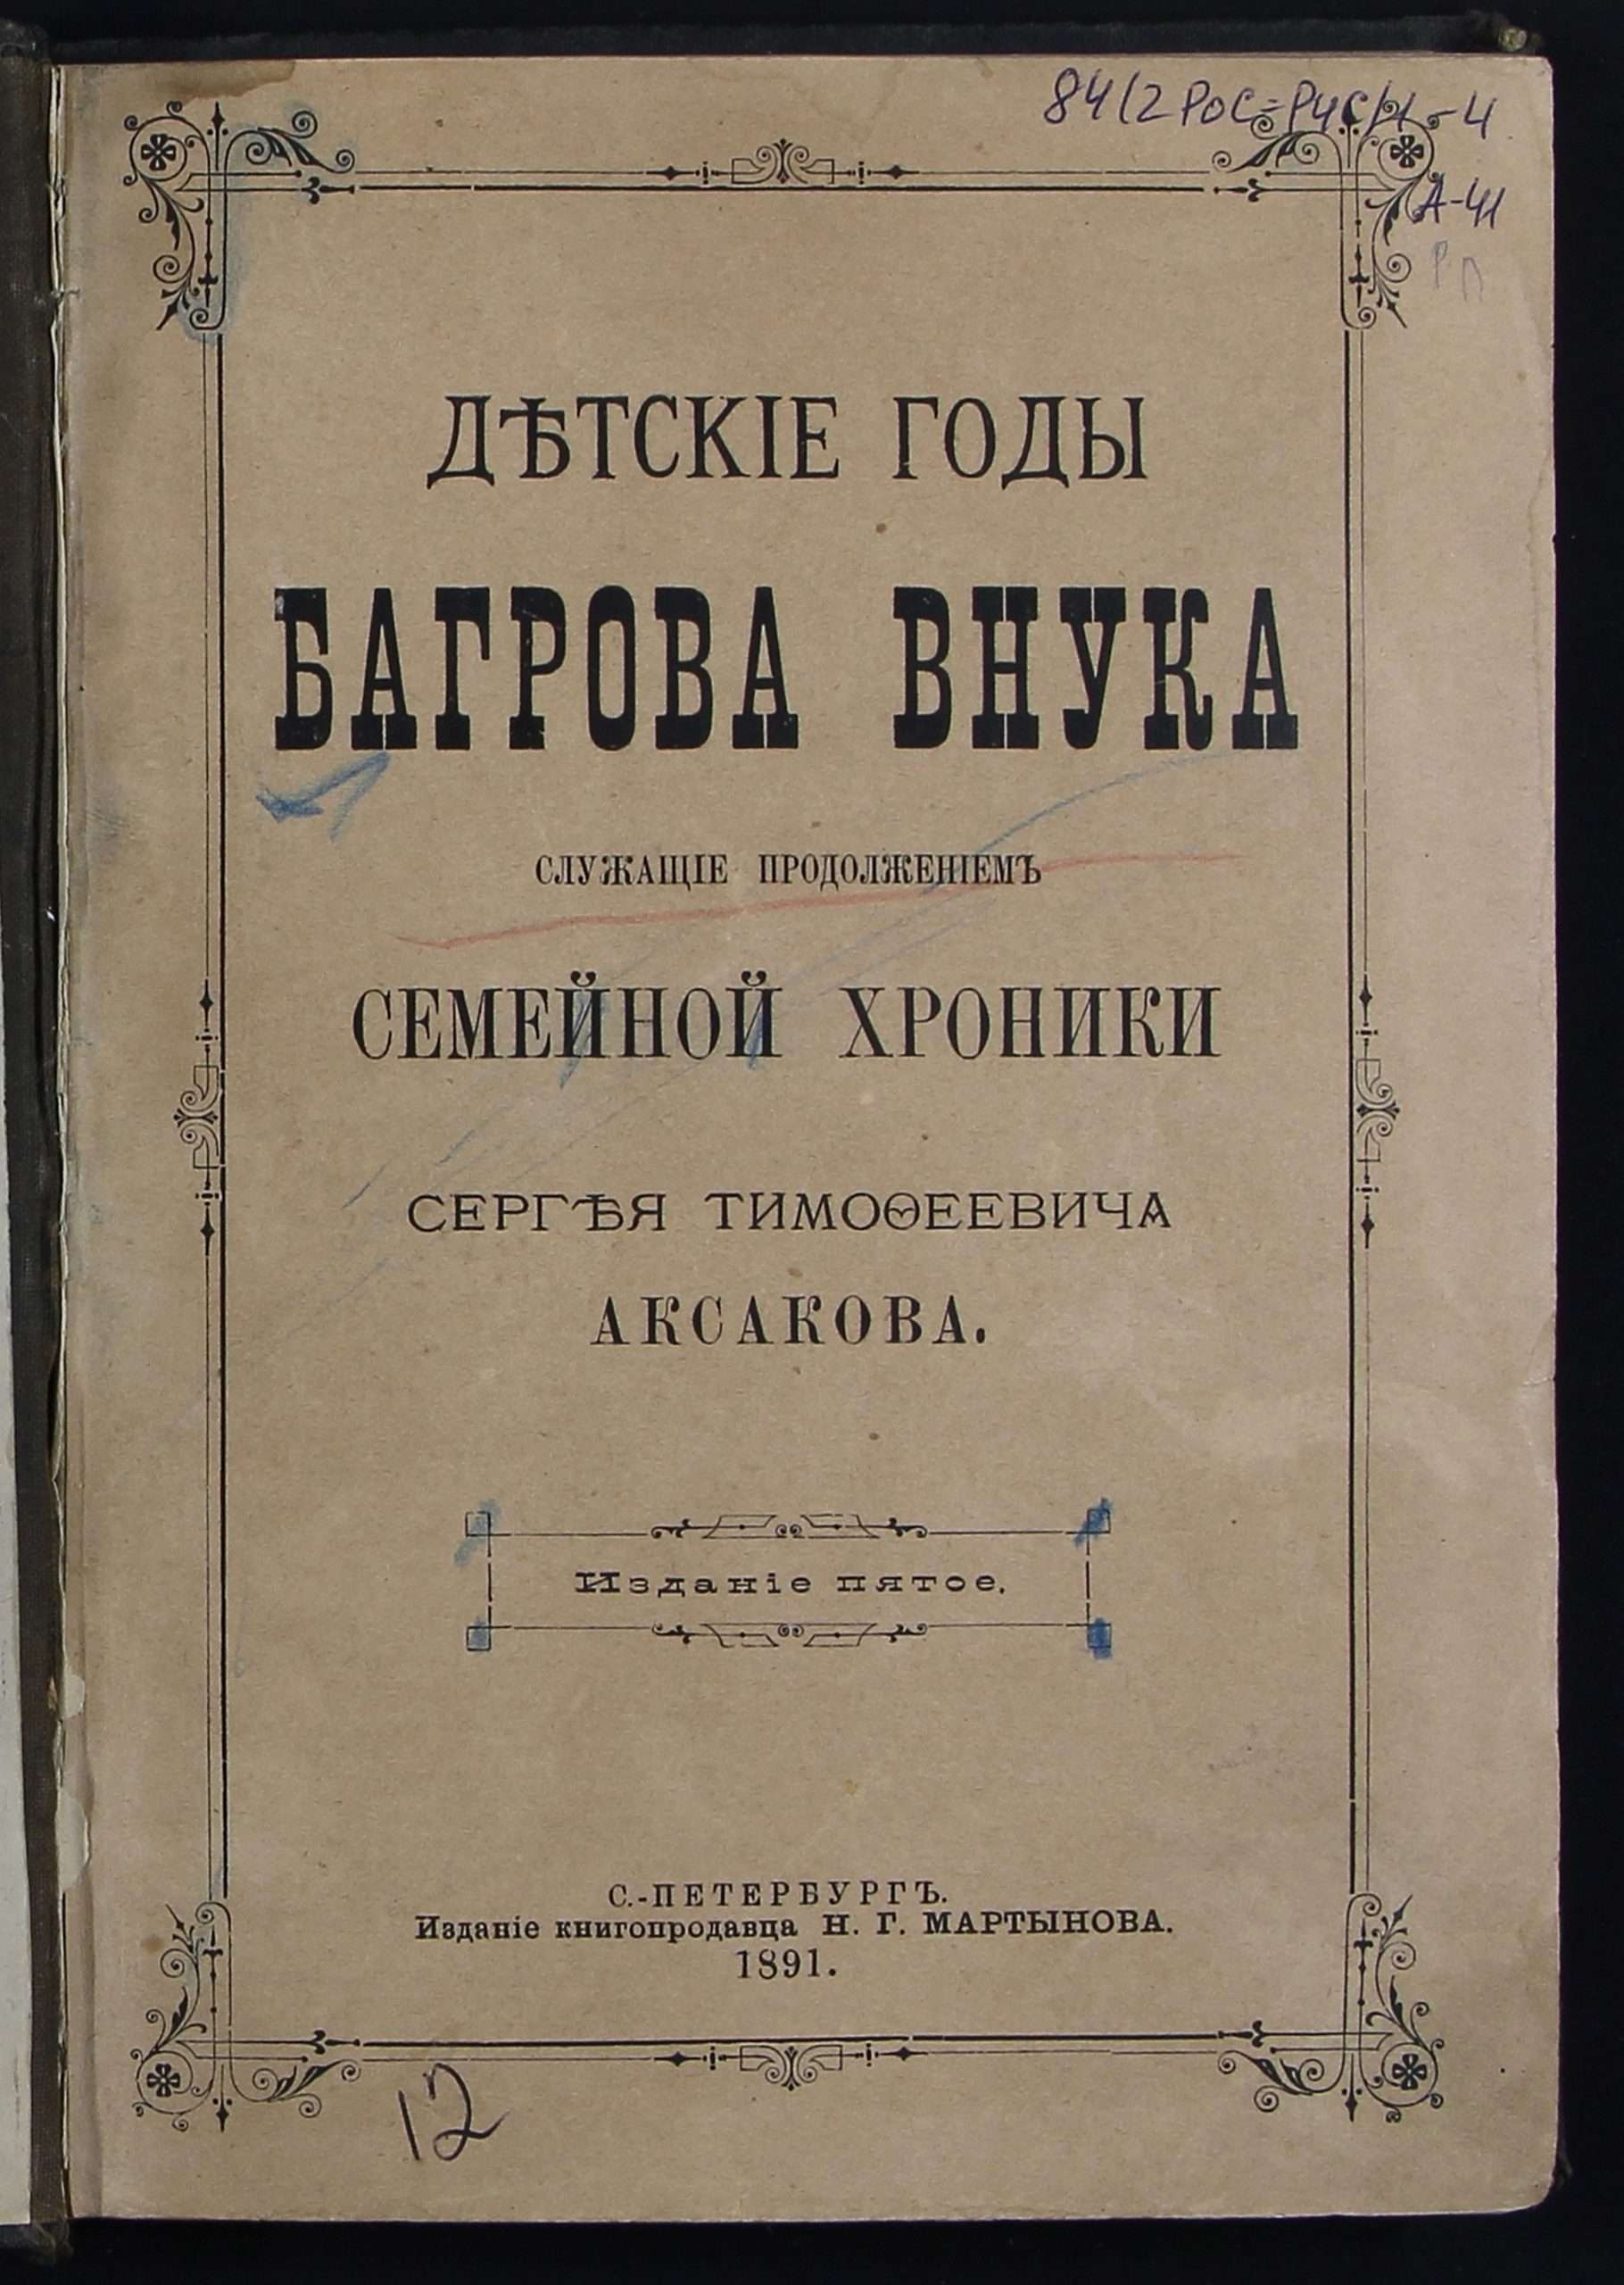 84(2РОС=РУС)1-4
А-41
РП
ДѢТСКІЕ ГОДЫ
БАГРОВА ВНУКА
СЛУЖАЩІЕ ПРОДОЛЖЕНІЕМЪ
СЕМЕЙНОЙ ХРОНИКИ
СЕРГѢЯ ТИМОѲЕЕВИЧА
АКСАКОВА.
Изданіе пятое.
С.-ПЕТЕРБУРГЪ.
Изданіе книгопродавца Н. Г. МАРТЫНОВА.
1891.
12